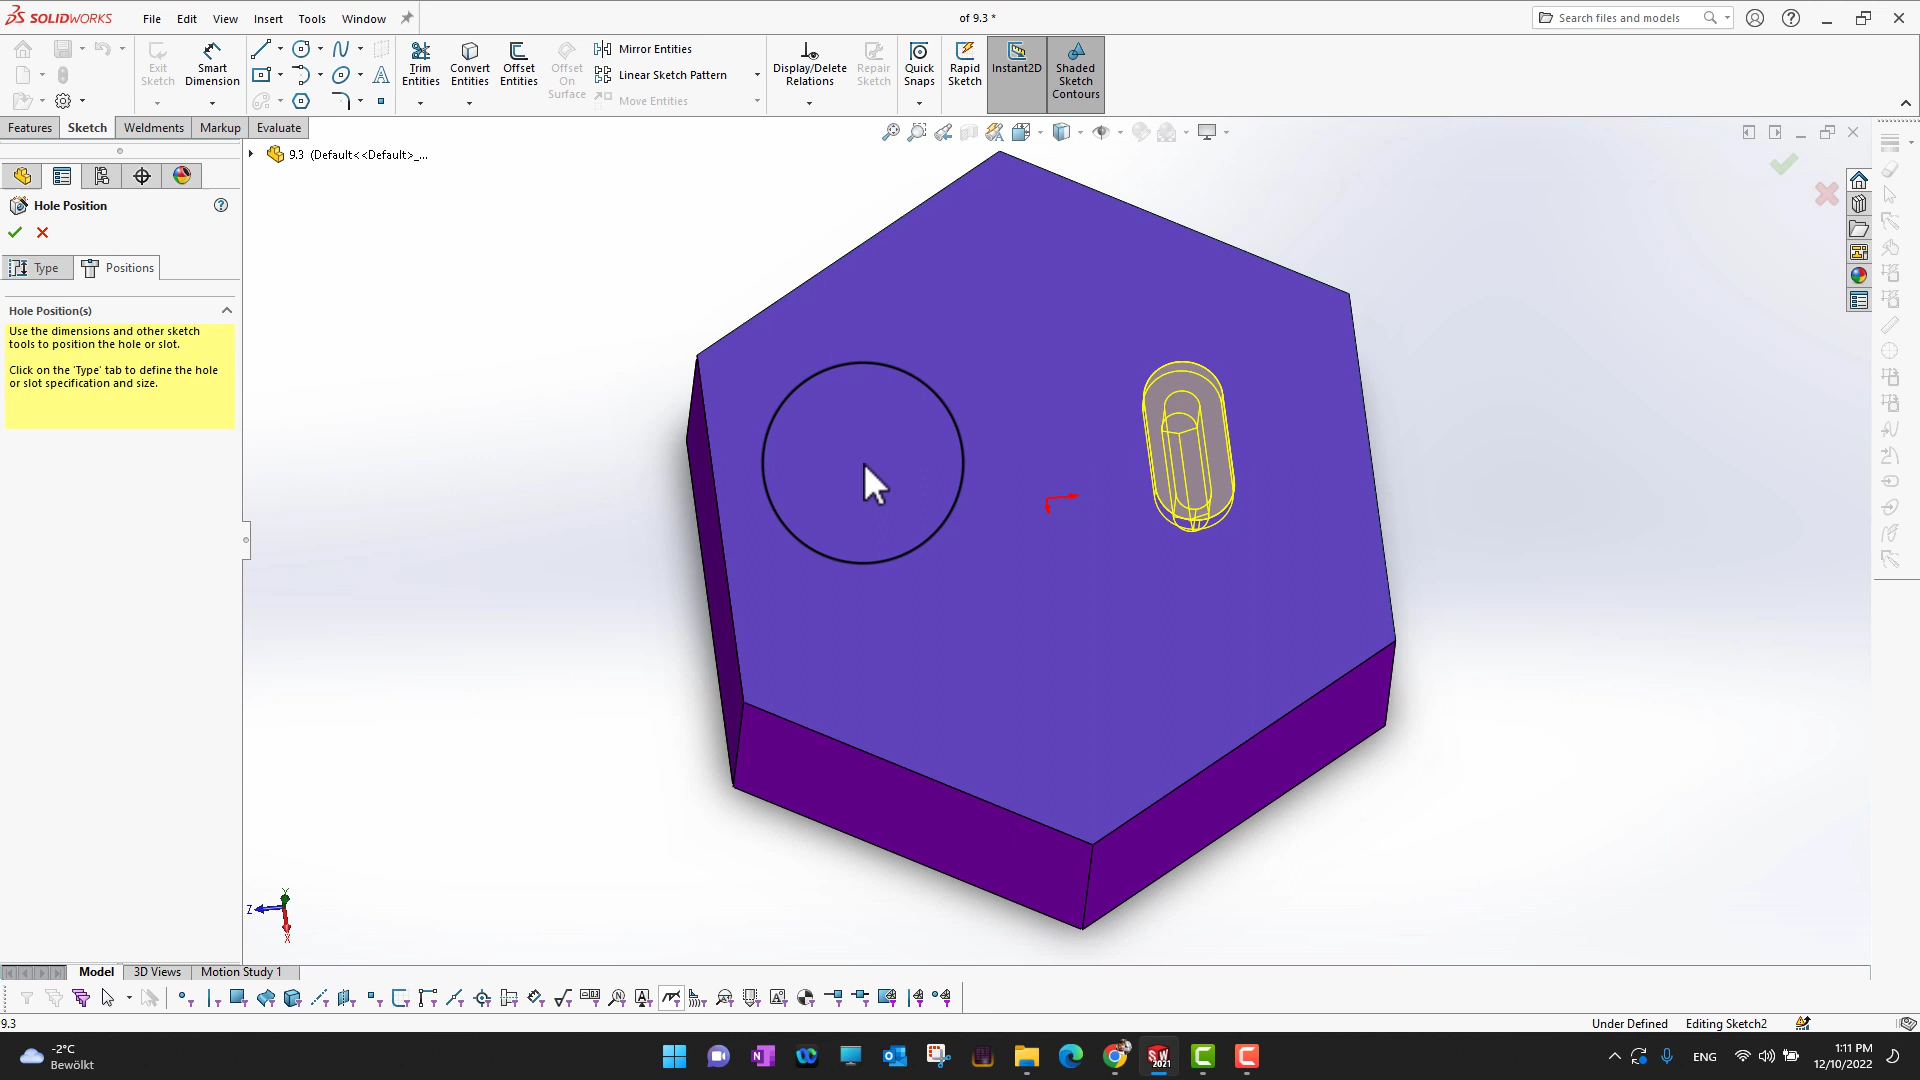 SOLIDWORKS File Edit View Insert Tools Window of 9.3 * Search files and models
Exit Sketch
Smart Dimension
Trim Entities
Convert Entities
Offset Entities
Offset On Surface
Mirror Entities
Linear Sketch Pattern
Move Entities
Display/Delete Relations
Repair Sketch
Quick Snaps
Rapid Sketch
Instant2D
Shaded Sketch Contours
Features Sketch Weldments Markup Evaluate
9.3 (Default<<Default>_...
Hole Position
Type Positions
Hole Position(s)
Use the dimensions and other sketch
tools to position the hole or slot.
Click on the 'Type' tab to define the hole
or slot specification and size.
Y
Z
X
Model 3D Views Motion Study 1
9.3 Under Defined Editing Sketch2
-2°C
Bewölkt
SW
2021
ENG
1:11 PM
12/10/2022